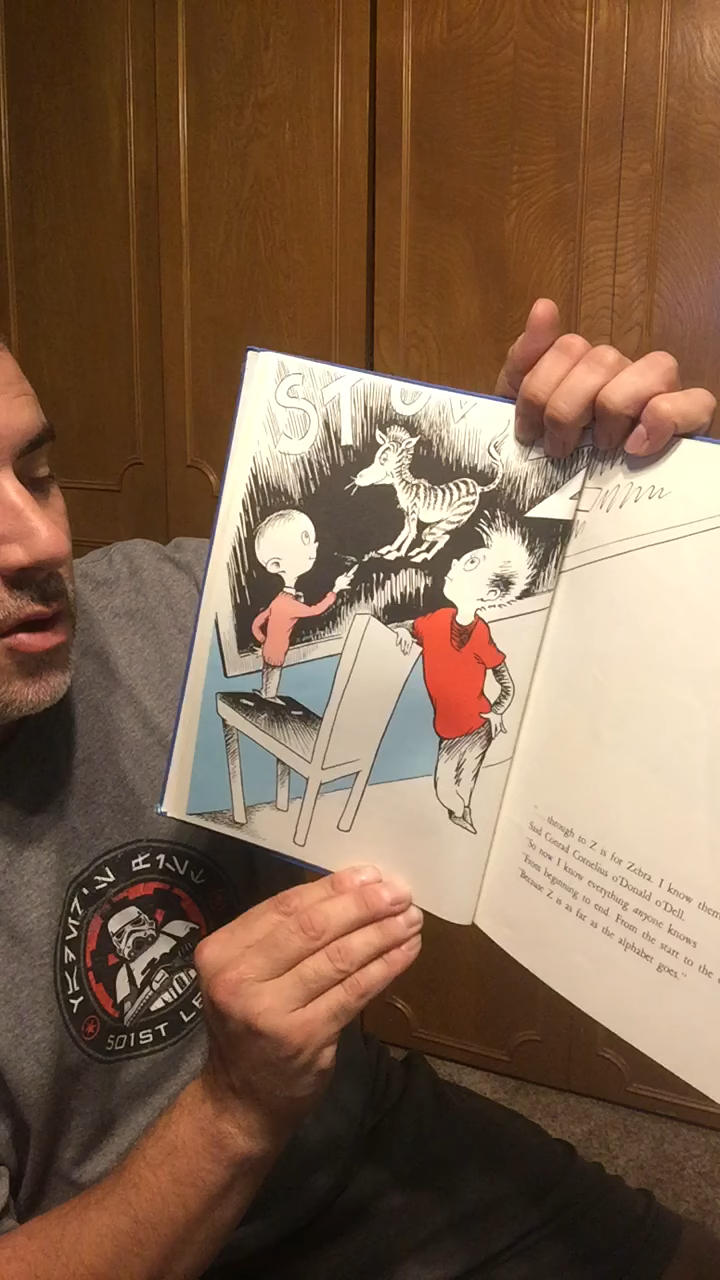 STUV
"... through to Z is for Zebra. I know them
Said Conrad Cornelius o'Donald o'Dell.
"So now I know everything anyone knows
"From beginning to end. From the start to the
"Because Z is as far as the alphabet goes."
501ST LE